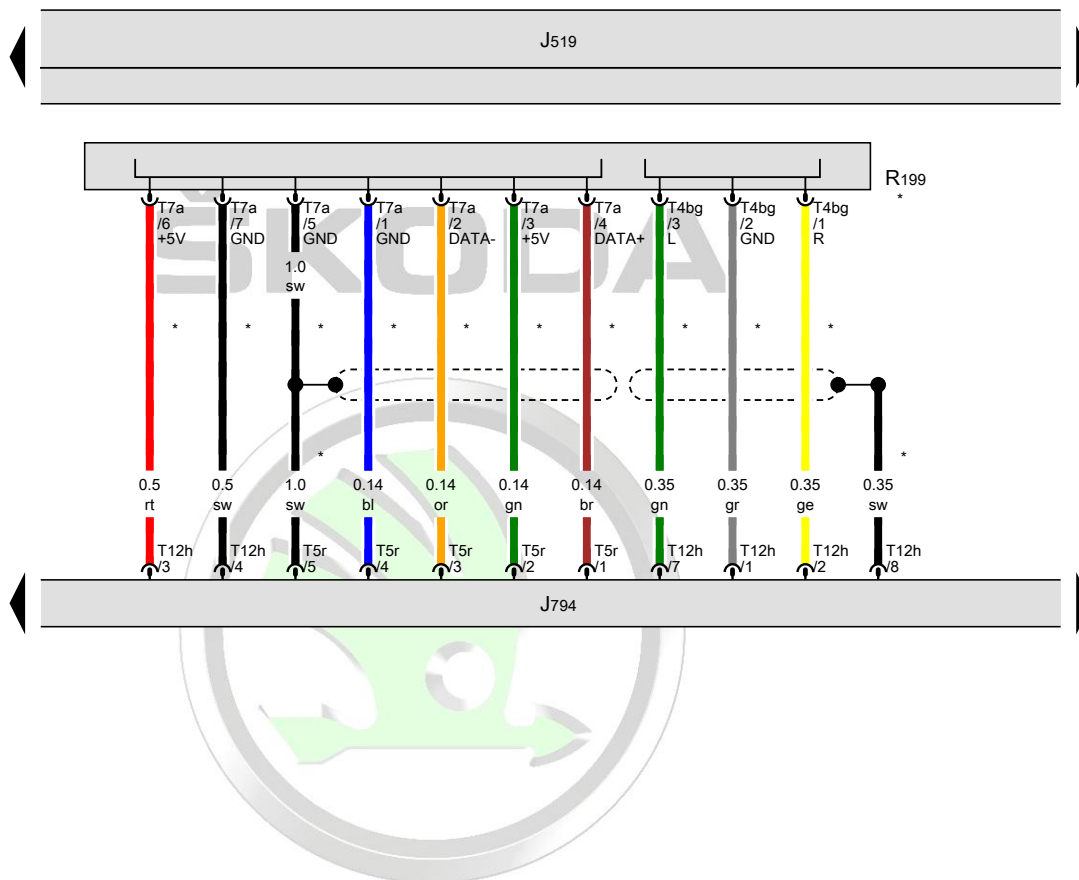 J519
R199
*
T7a T7a T7a T7a T7a T7a T7a T4bg T4bg T4bg
/6 /7 /5 /1 /2 /3 /4 /3 /2 /1
+5V GND GND GND DATA- +5V DATA+ L GND R
1.0
sw
ŠKODA
* * * * * * * * * *
* *
0.5 0.5 1.0 0.14 0.14 0.14 0.14 0.35 0.35 0.35 0.35
rt sw sw bl or gn br gn gr ge sw
T12h T12h T5r T5r T5r T5r T5r T12h T12h T12h T12h
/3 /4 /5 /4 /3 /2 /1 /7 /1 /2 /8
J794